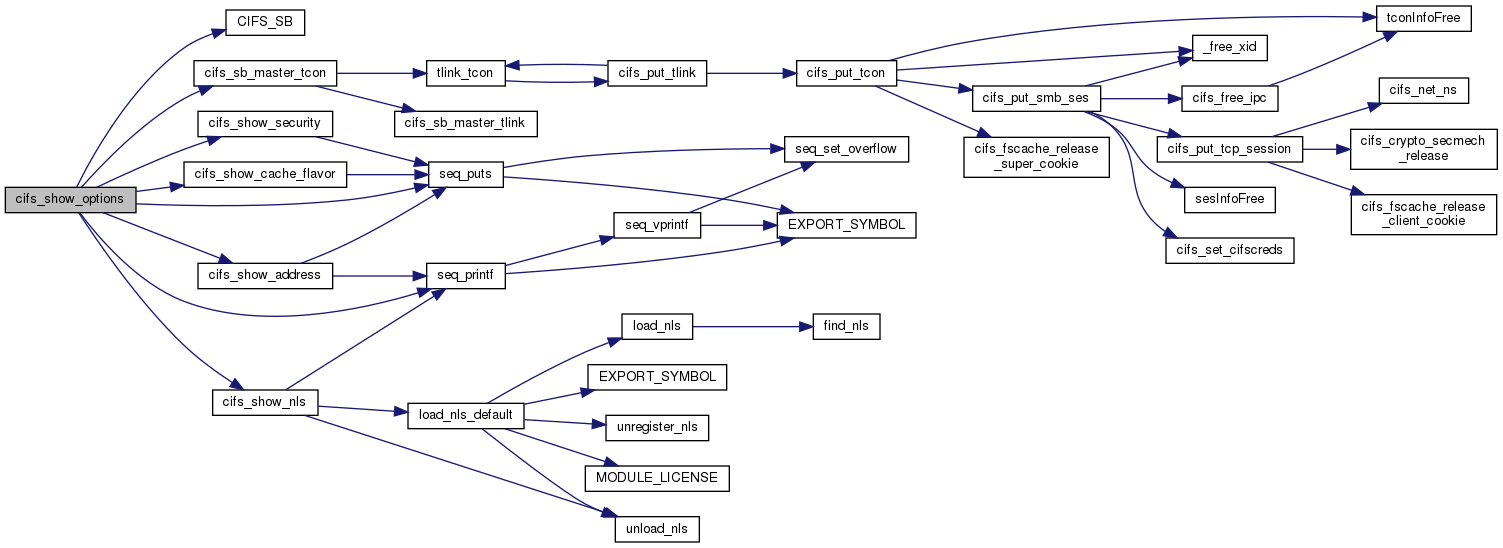 cifs_show_options
CIFS_SB
cifs_sb_master_tcon
cifs_show_security
cifs_show_cache_flavor
cifs_show_address
cifs_show_nls
tlink_tcon
cifs_sb_master_tlink
seq_puts
seq_printf
load_nls_default
cifs_put_tlink
seq_vprintf
load_nls
EXPORT_SYMBOL
unregister_nls
MODULE_LICENSE
unload_nls
cifs_put_tcon
seq_set_overflow
EXPORT_SYMBOL
find_nls
cifs_put_smb_ses
cifs_fscache_release
_super_cookie
tconInfoFree
_free_xid
cifs_free_ipc
cifs_put_tcp_session
sesInfoFree
cifs_set_cifscreds
cifs_net_ns
cifs_crypto_secmech
_release
cifs_fscache_release
_client_cookie